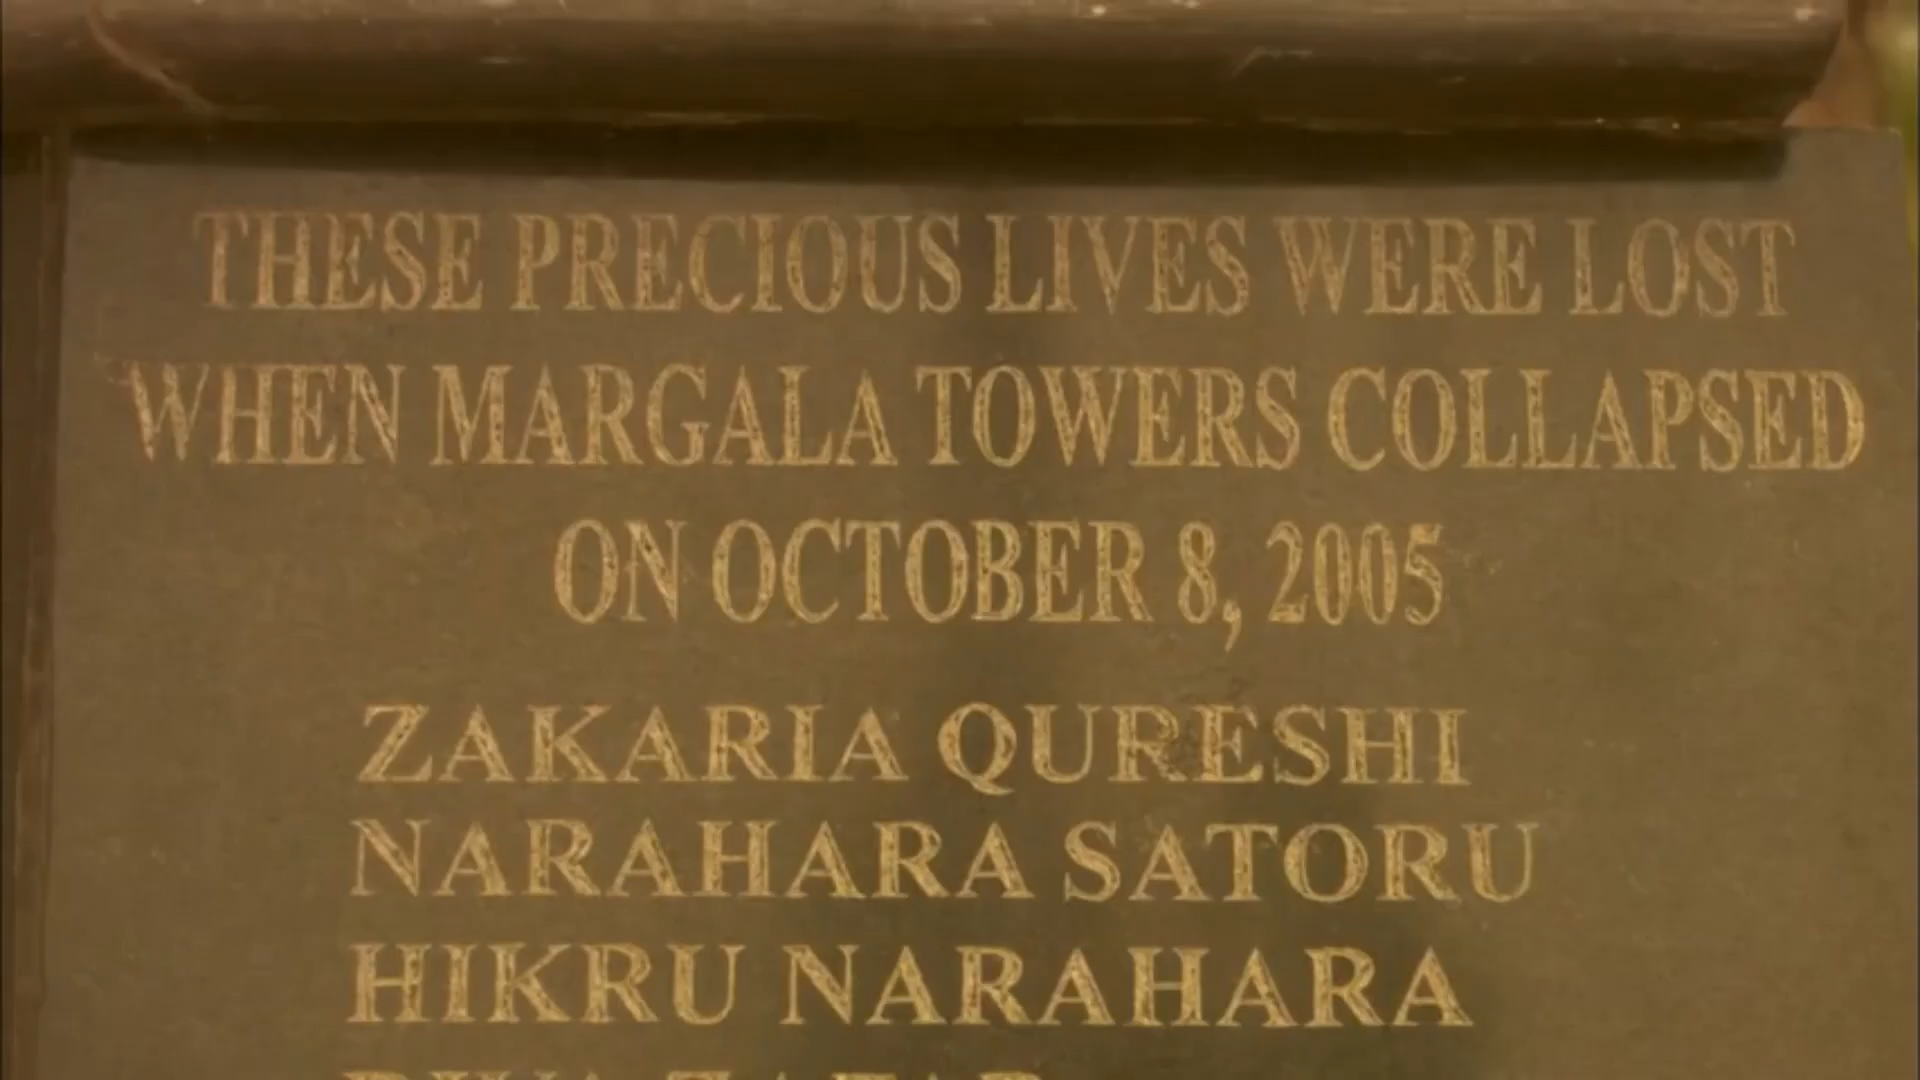 THESE PRECIOUS LIVES WERE LOST
WHEN MARGALA TOWERS COLLAPSED
ON OCTOBER 8, 2005
ZAKARIA QURESHI
NARAHARA SATORU
HIKRU NARAHARA